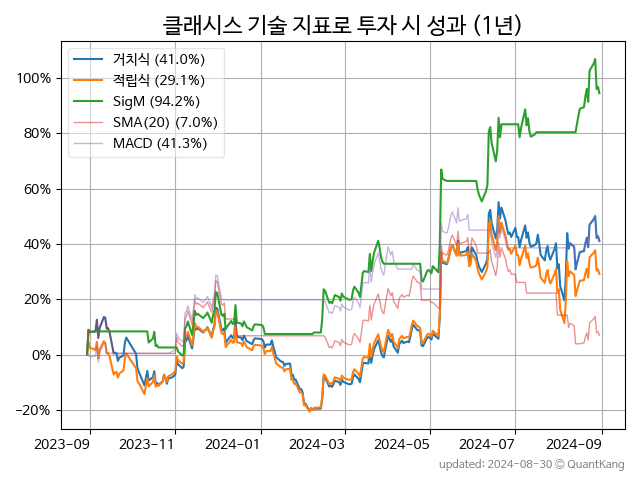 클래시스 기술 지표로 투자 시 성과 (1년)
거치식 (41.0%)
적립식 (29.1%)
SigM (94.2%)
SMA(20) (7.0%)
MACD (41.3%)
100%
80%
60%
40%
20%
0%
−20%
2023-09 2023-11 2024-01 2024-03 2024-05 2024-07 2024-09
updated: 2024-08-30 © QuantKang